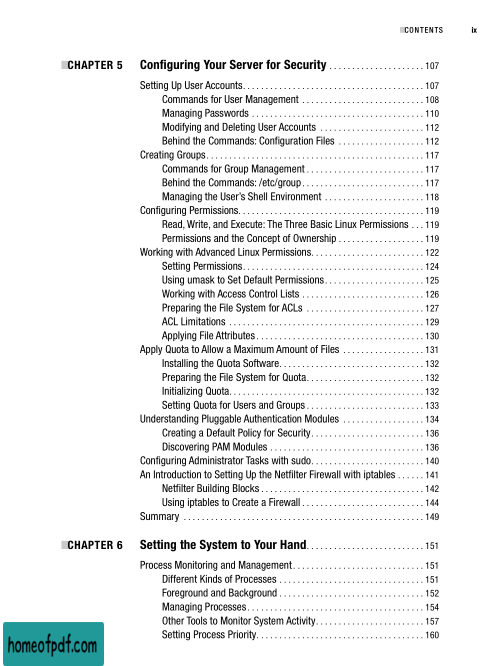 ■CONTENTS ix
■CHAPTER 5 Configuring Your Server for Security . . . . . . . . . . . . . . . . . . . . . 107
Setting Up User Accounts. . . . . . . . . . . . . . . . . . . . . . . . . . . . . . . . . . . . . . . . 107
Commands for User Management . . . . . . . . . . . . . . . . . . . . . . . . . . . 108
Managing Passwords . . . . . . . . . . . . . . . . . . . . . . . . . . . . . . . . . . . . . . 110
Modifying and Deleting User Accounts . . . . . . . . . . . . . . . . . . . . . . . 112
Behind the Commands: Configuration Files . . . . . . . . . . . . . . . . . . . 112
Creating Groups. . . . . . . . . . . . . . . . . . . . . . . . . . . . . . . . . . . . . . . . . . . . . . . . 117
Commands for Group Management . . . . . . . . . . . . . . . . . . . . . . . . . . 117
Behind the Commands: /etc/group. . . . . . . . . . . . . . . . . . . . . . . . . . . 117
Managing the User's Shell Environment . . . . . . . . . . . . . . . . . . . . . . 118
Configuring Permissions. . . . . . . . . . . . . . . . . . . . . . . . . . . . . . . . . . . . . . . . . 119
Read, Write, and Execute: The Three Basic Linux Permissions . . . 119
Permissions and the Concept of Ownership . . . . . . . . . . . . . . . . . . . 119
Working with Advanced Linux Permissions. . . . . . . . . . . . . . . . . . . . . . . . . 122
Setting Permissions. . . . . . . . . . . . . . . . . . . . . . . . . . . . . . . . . . . . . . . . 124
Using umask to Set Default Permissions. . . . . . . . . . . . . . . . . . . . . . 125
Working with Access Control Lists . . . . . . . . . . . . . . . . . . . . . . . . . . . 126
Preparing the File System for ACLs . . . . . . . . . . . . . . . . . . . . . . . . . . 127
ACL Limitations . . . . . . . . . . . . . . . . . . . . . . . . . . . . . . . . . . . . . . . . . . . 129
Applying File Attributes . . . . . . . . . . . . . . . . . . . . . . . . . . . . . . . . . . . . . 130
Apply Quota to Allow a Maximum Amount of Files . . . . . . . . . . . . . . . . . . 131
Installing the Quota Software. . . . . . . . . . . . . . . . . . . . . . . . . . . . . . . . 132
Preparing the File System for Quota. . . . . . . . . . . . . . . . . . . . . . . . . . 132
Initializing Quota. . . . . . . . . . . . . . . . . . . . . . . . . . . . . . . . . . . . . . . . . . . 132
Setting Quota for Users and Groups . . . . . . . . . . . . . . . . . . . . . . . . . . 133
Understanding Pluggable Authentication Modules . . . . . . . . . . . . . . . . . . 134
Creating a Default Policy for Security. . . . . . . . . . . . . . . . . . . . . . . . . 136
Discovering PAM Modules . . . . . . . . . . . . . . . . . . . . . . . . . . . . . . . . . . 136
Configuring Administrator Tasks with sudo. . . . . . . . . . . . . . . . . . . . . . . . . 140
An Introduction to Setting Up the Netfilter Firewall with iptables . . . . . . 141
Netfilter Building Blocks . . . . . . . . . . . . . . . . . . . . . . . . . . . . . . . . . . . . 142
Using iptables to Create a Firewall . . . . . . . . . . . . . . . . . . . . . . . . . . . 144
Summary . . . . . . . . . . . . . . . . . . . . . . . . . . . . . . . . . . . . . . . . . . . . . . . . . . . . . 149
■CHAPTER 6 Setting the System to Your Hand. . . . . . . . . . . . . . . . . . . . . . . . . . 151
Process Monitoring and Management. . . . . . . . . . . . . . . . . . . . . . . . . . . . . 151
Different Kinds of Processes . . . . . . . . . . . . . . . . . . . . . . . . . . . . . . . . 151
Foreground and Background . . . . . . . . . . . . . . . . . . . . . . . . . . . . . . . . 152
Managing Processes. . . . . . . . . . . . . . . . . . . . . . . . . . . . . . . . . . . . . . . 154
Other Tools to Monitor System Activity. . . . . . . . . . . . . . . . . . . . . . . . 157
Setting Process Priority. . . . . . . . . . . . . . . . . . . . . . . . . . . . . . . . . . . . . 160
homeofpdf.com